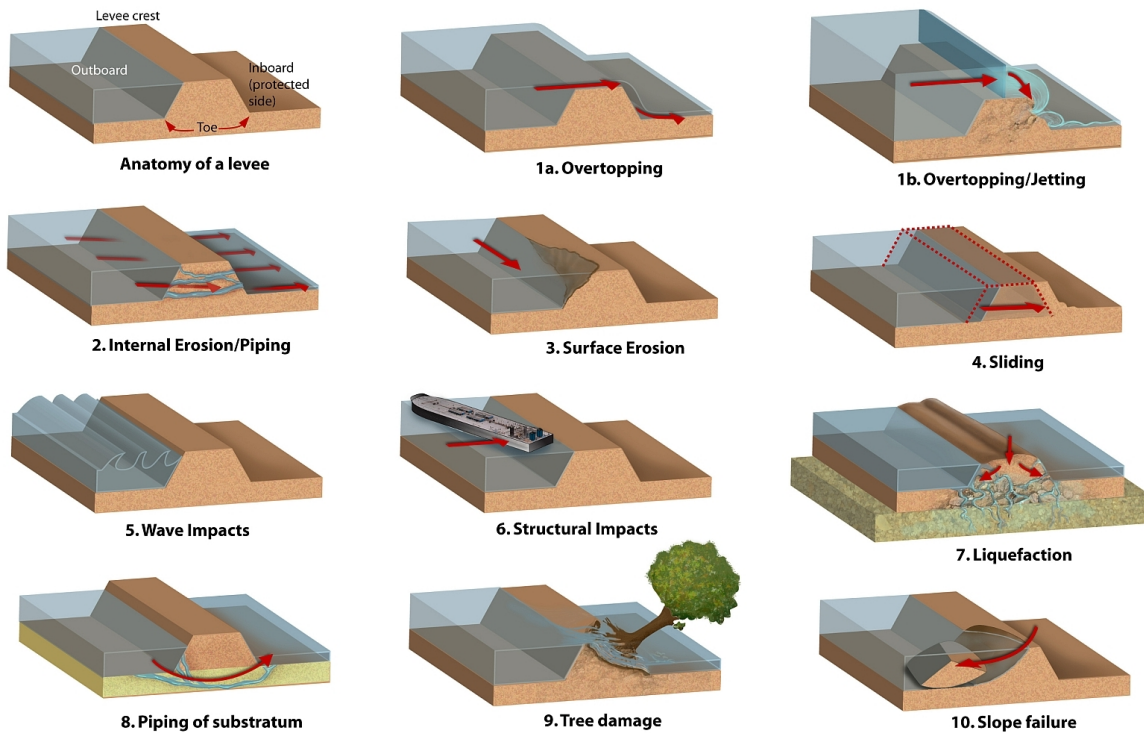 Levee crest
Outboard
Inboard
(protected
side)
Toe
Anatomy of a levee
1a. Overtopping
1b. Overtopping/Jetting
2. Internal Erosion/Piping
3. Surface Erosion
4. Sliding
5. Wave Impacts
6. Structural Impacts
7. Liquefaction
8. Piping of substratum
9. Tree damage
10. Slope failure